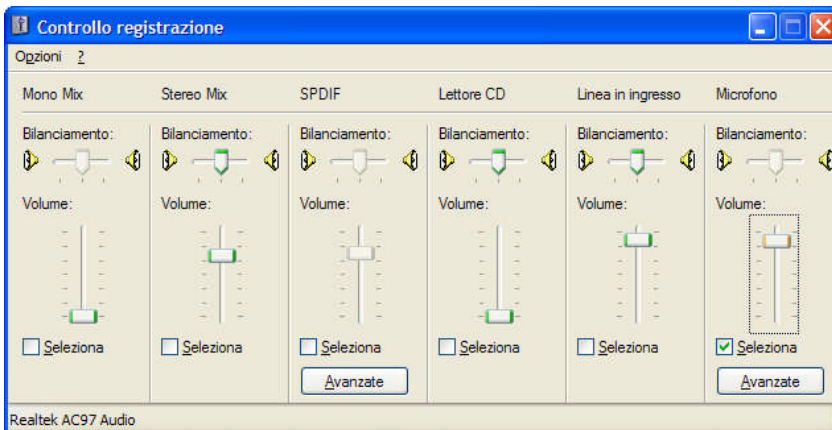 Controllo registrazione
Opzioni ?
Mono Mix Stereo Mix SPDIF Lettore CD Linea in ingresso Microfono
Bilanciamento: Bilanciamento: Bilanciamento: Bilanciamento: Bilanciamento: Bilanciamento:
Volume: Volume: Volume: Volume: Volume: Volume:
Seleziona Seleziona Seleziona Seleziona Seleziona Seleziona
Avanzate Avanzate
Realtek AC97 Audio